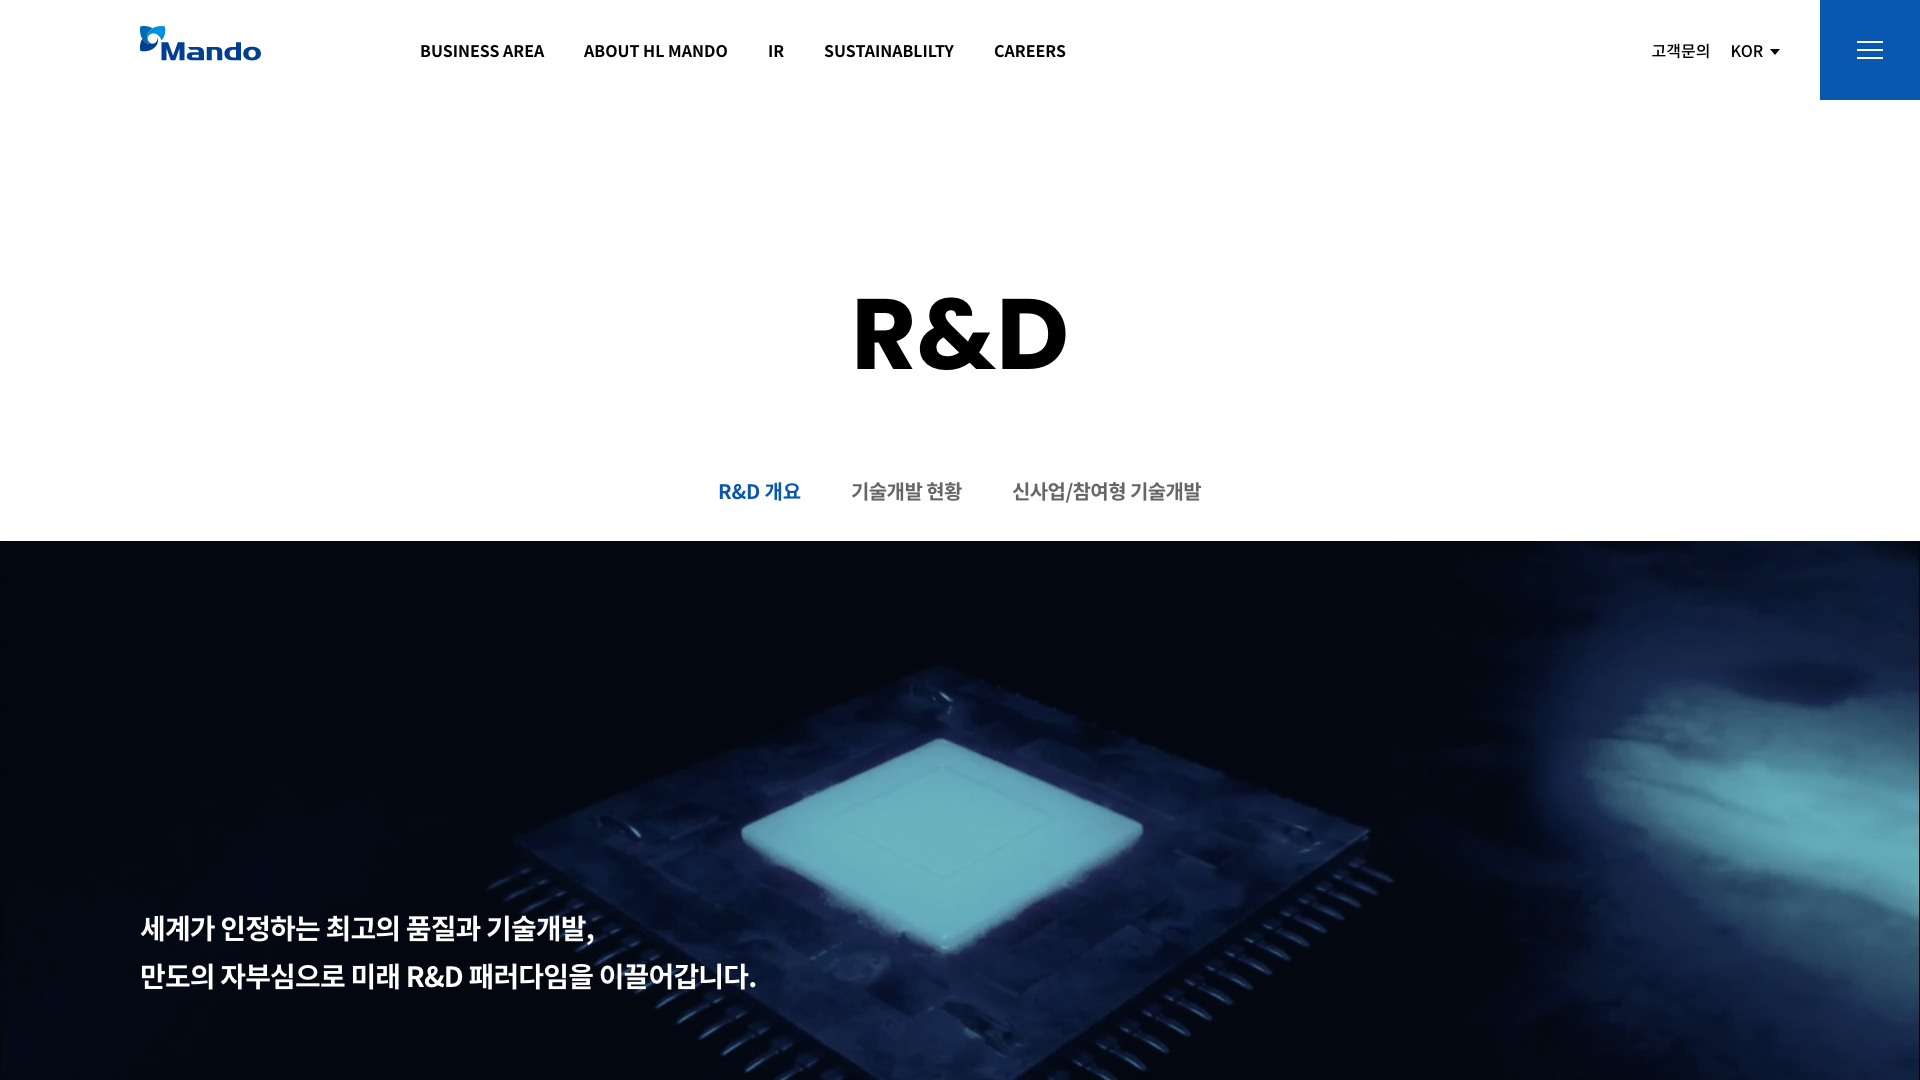 Mando
BUSINESS AREA
ABOUT HL MANDO
IR
SUSTAINABLILTY
CAREERS
고객문의
KOR
R&D
R&D 개요
기술개발 현황
신사업/참여형 기술개발
세계가 인정하는 최고의 품질과 기술개발,
만도의 자부심으로 미래 R&D 패러다임을 이끌어갑니다.